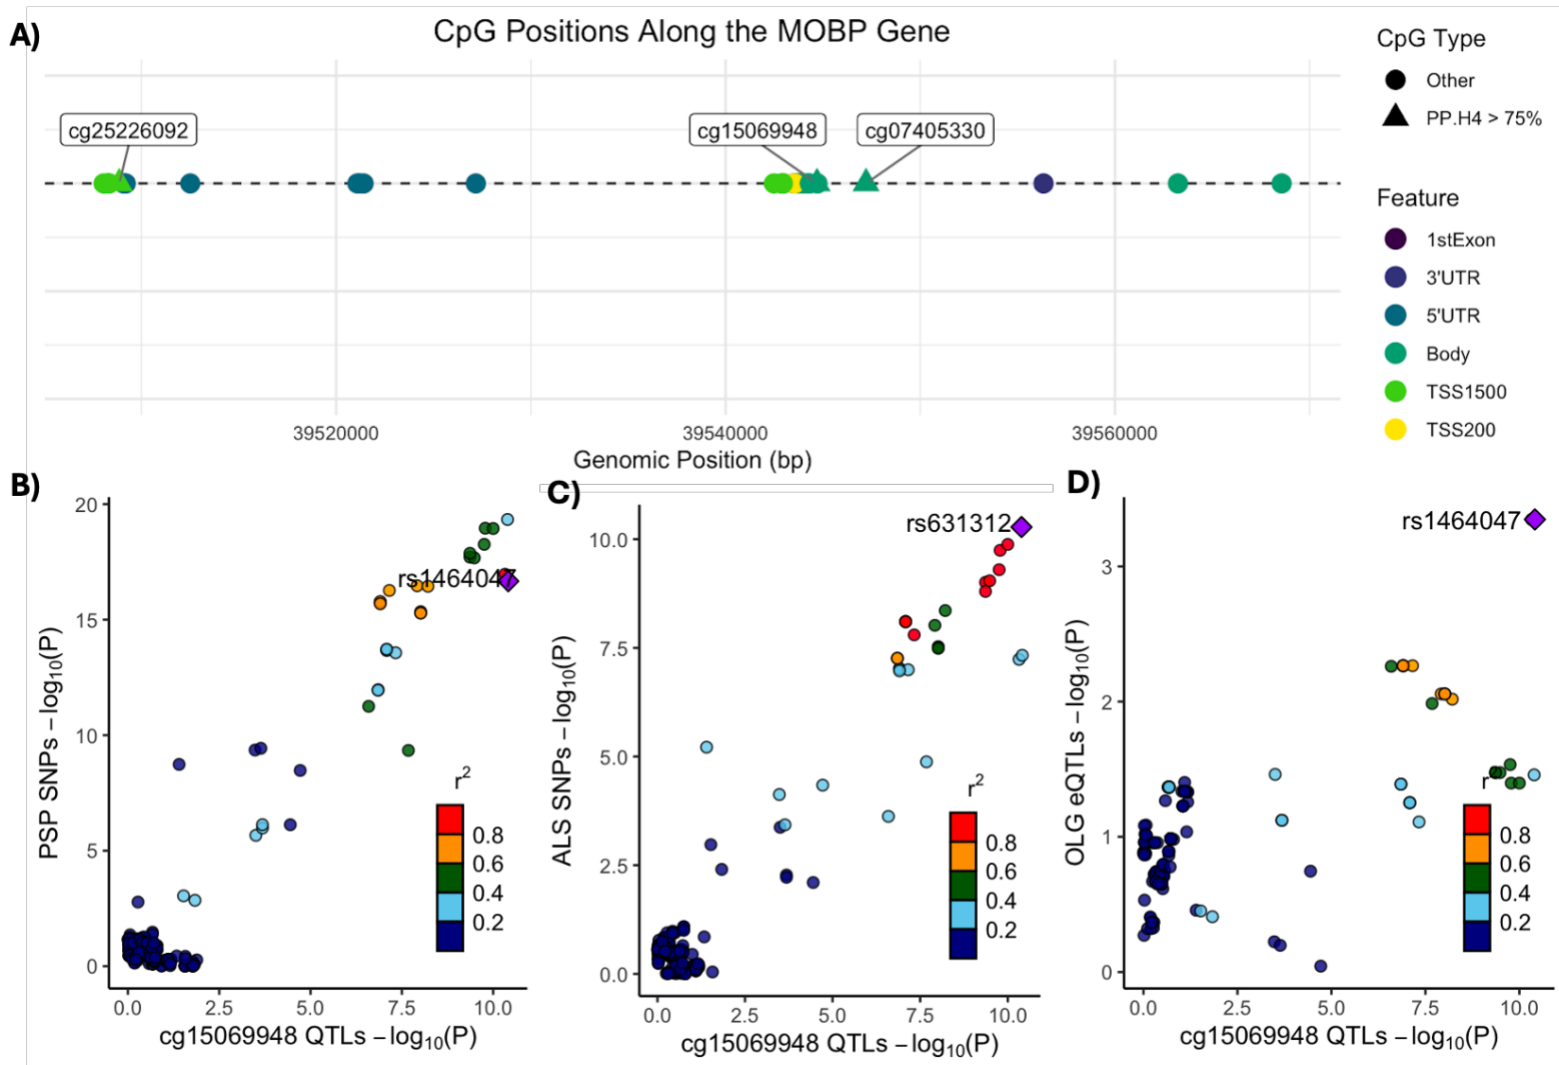 A)
CpG Positions Along the MOBP Gene
cg25226092
cg15069948
cg07405330
39520000
39540000
39560000
Genomic Position (bp)
CpG Type
Other
PP.H4 > 75%
Feature
1stExon
3'UTR
5'UTR
Body
TSS1500
TSS200
B)
PSP SNPs −log10(P)
20
15
10
5
0
rs1464047
r2
0.8
0.6
0.4
0.2
0.0
2.5
5.0
7.5
10.0
cg15069948 QTLs −log10(P)
C)
ALS SNPs −log10(P)
10.0
7.5
5.0
2.5
0.0
rs631312
r2
0.8
0.6
0.4
0.2
0.0
2.5
5.0
7.5
10.0
cg15069948 QTLs −log10(P)
D)
OLG eQTLs −log10(P)
3
2
1
0
rs1464047
r
0.8
0.6
0.4
0.2
0.0
2.5
5.0
7.5
10.0
cg15069948 QTLs −log10(P)